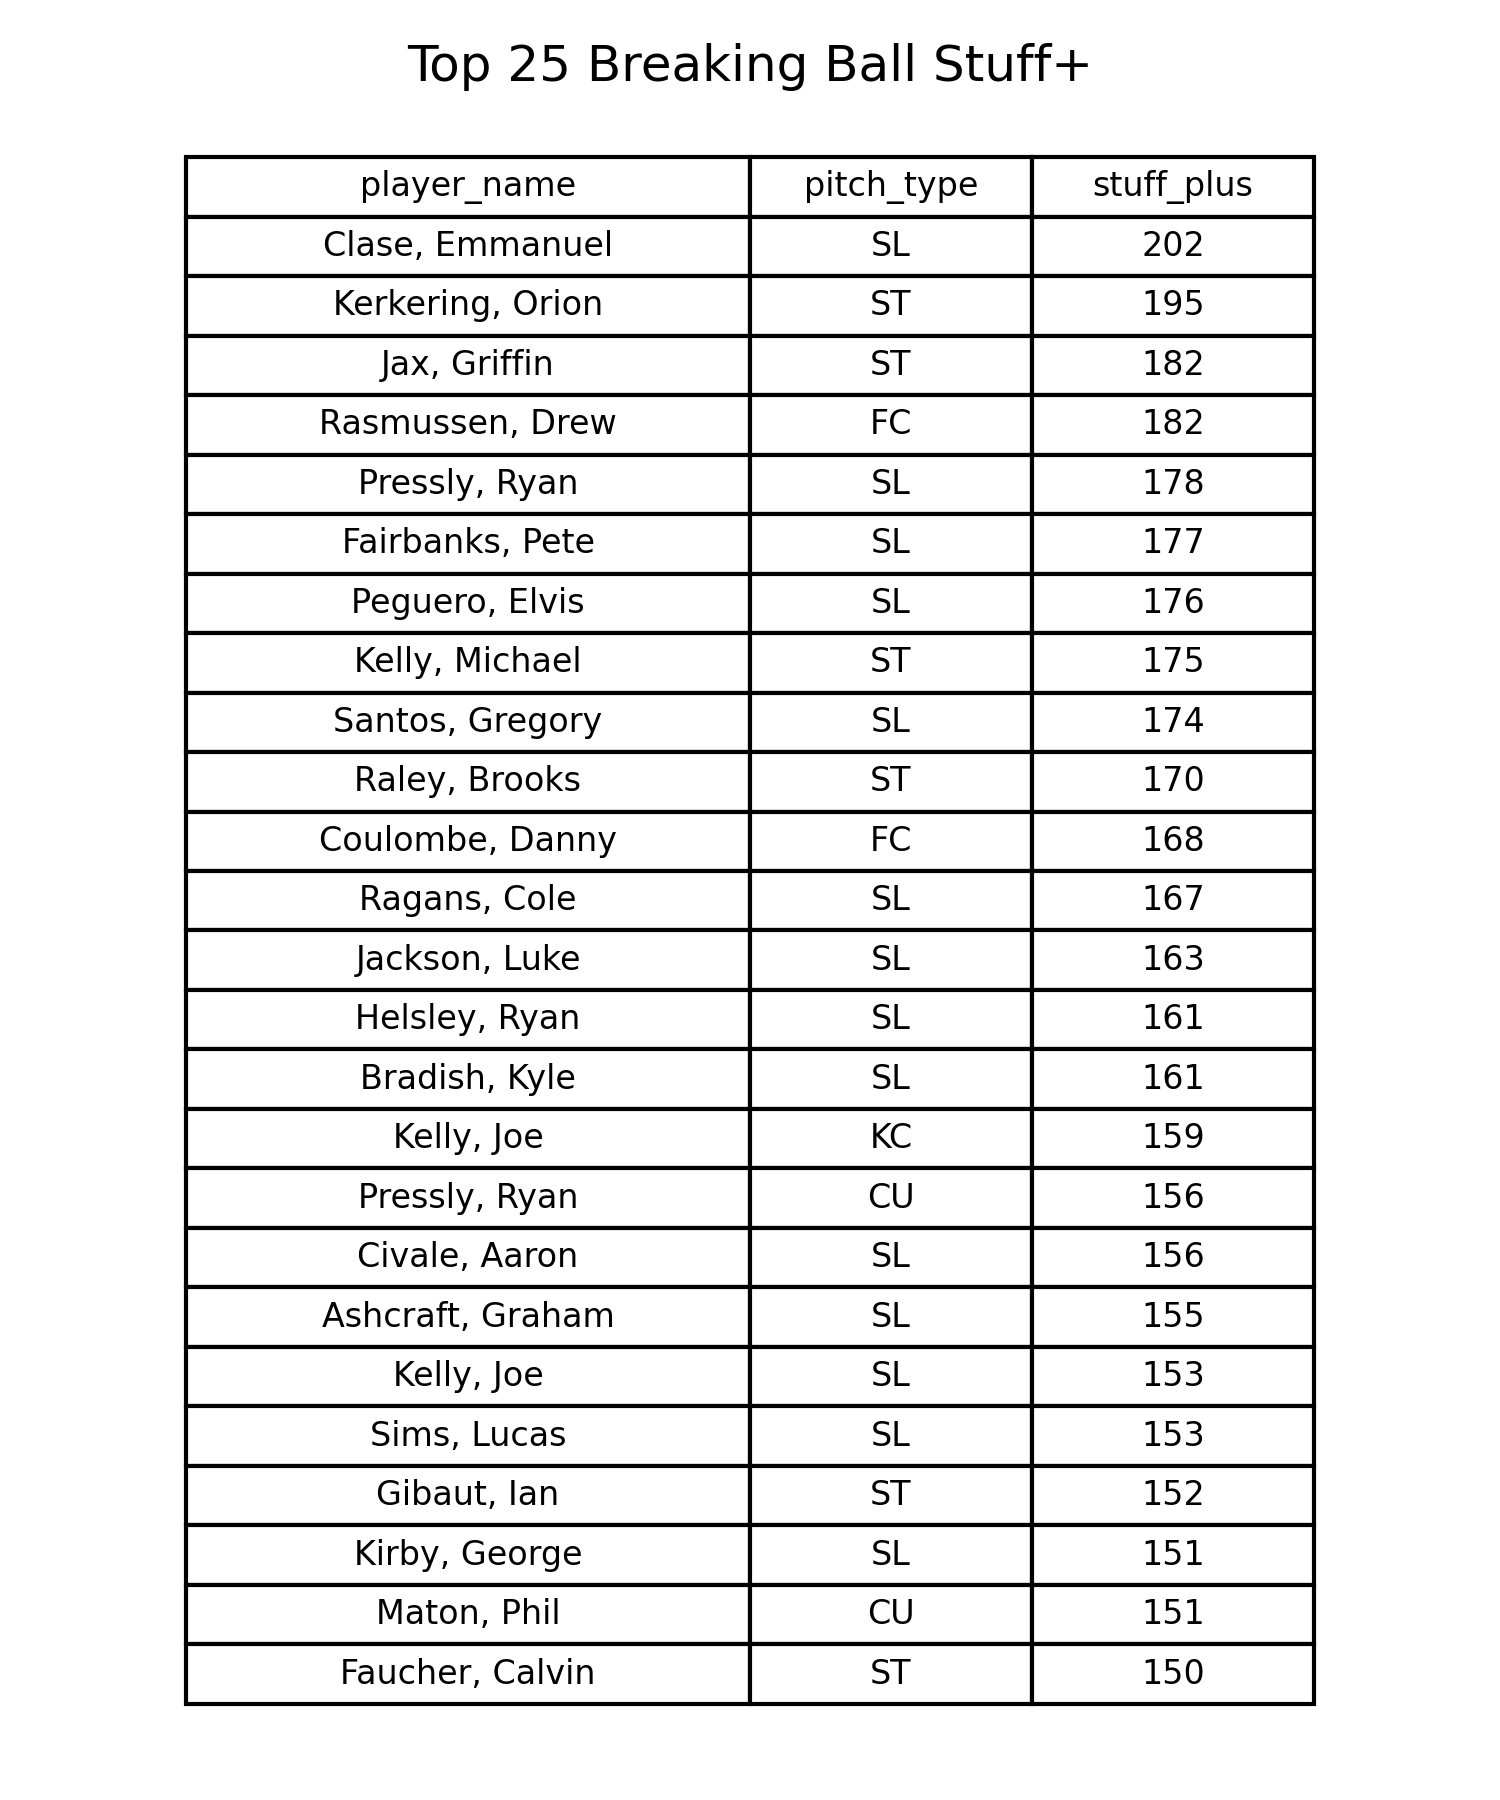 Top 25 Breaking Ball Stuff+
player_name pitch_type stuff_plus
Clase, Emmanuel SL 202
Kerkering, Orion ST 195
Jax, Griffin ST 182
Rasmussen, Drew FC 182
Pressly, Ryan SL 178
Fairbanks, Pete SL 177
Peguero, Elvis SL 176
Kelly, Michael ST 175
Santos, Gregory SL 174
Raley, Brooks ST 170
Coulombe, Danny FC 168
Ragans, Cole SL 167
Jackson, Luke SL 163
Helsley, Ryan SL 161
Bradish, Kyle SL 161
Kelly, Joe KC 159
Pressly, Ryan CU 156
Civale, Aaron SL 156
Ashcraft, Graham SL 155
Kelly, Joe SL 153
Sims, Lucas SL 153
Gibaut, Ian ST 152
Kirby, George SL 151
Maton, Phil CU 151
Faucher, Calvin ST 150